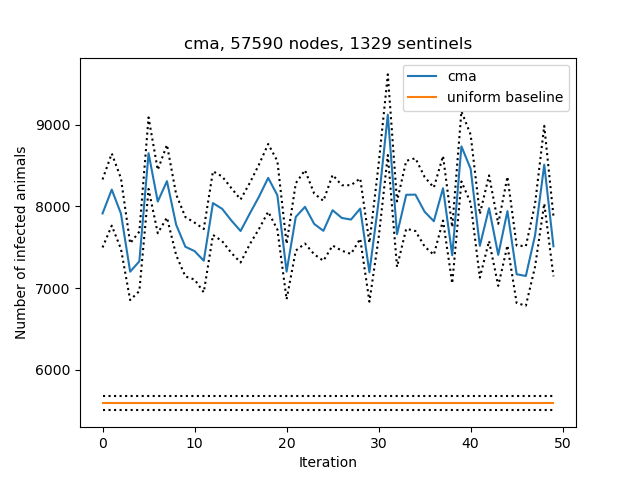 cma, 57590 nodes, 1329 sentinels
cma
uniform baseline
9000
8000
7000
6000
Number of infected animals
0 10 20 30 40 50
Iteration